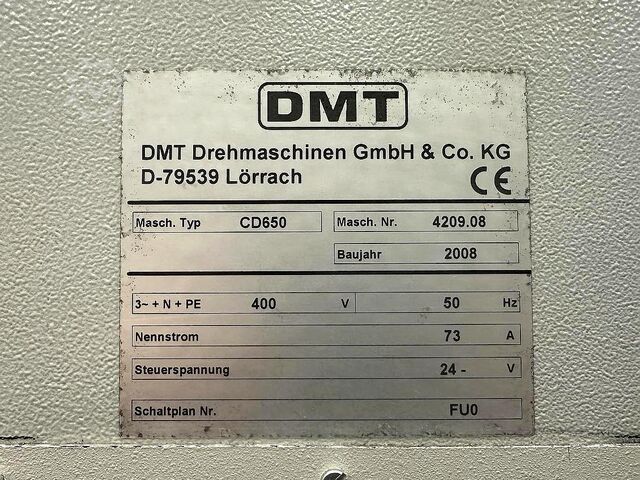 DMT
DMT Drehmaschinen GmbH & Co. KG
D-79539 Lörrach CE
Masch. Typ CD650 Masch. Nr. 4209.08
Baujahr 2008
3~ + N + PE 400 V 50 Hz
Nennstrom 73 A
Steuerspannung 24 - V
Schaltplan Nr. FU0